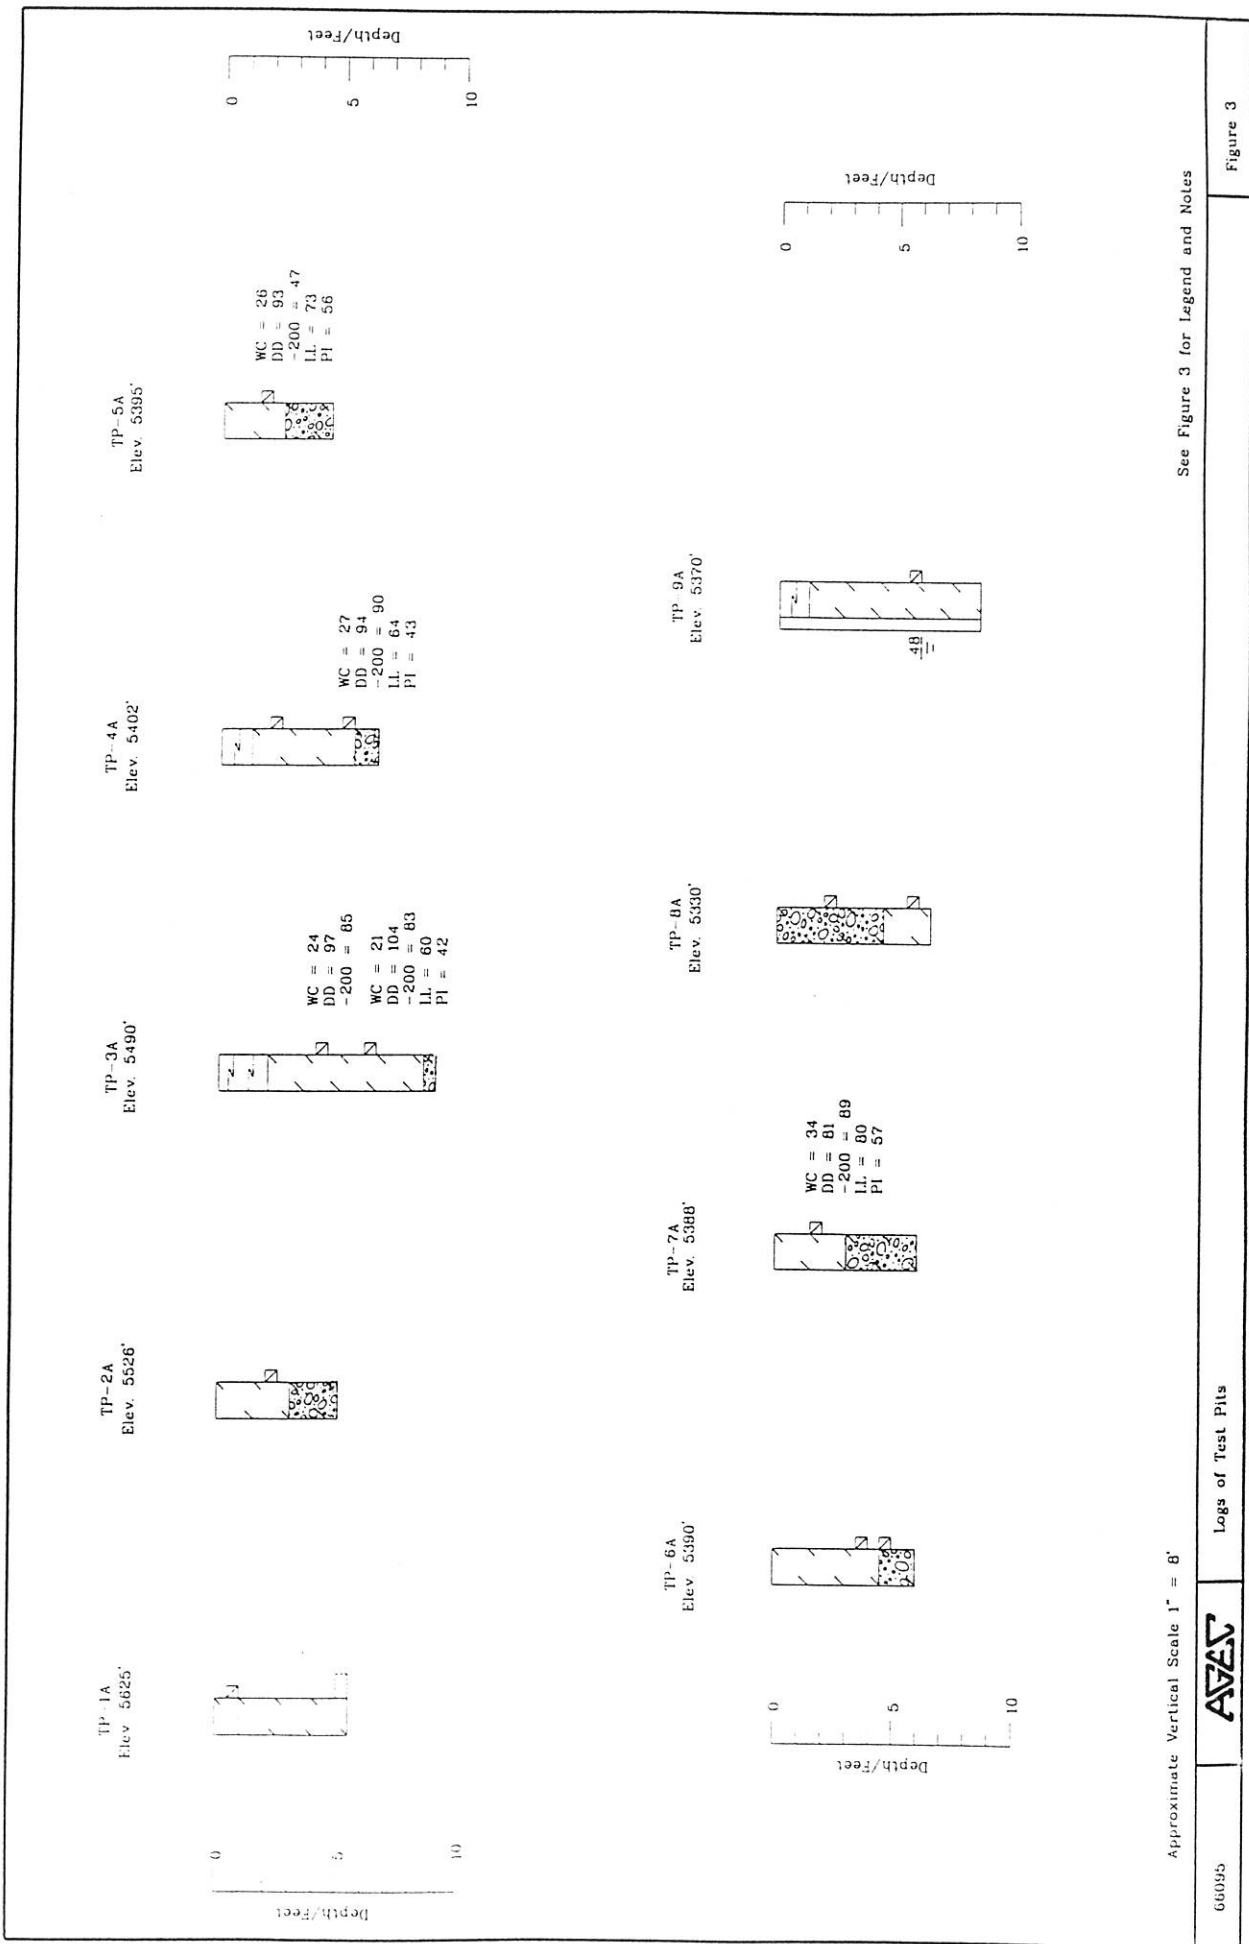 TP-1A
Elev 5625'
TP-2A
Elev. 5526'
TP-3A
Elev. 5490'
WC = 24
DD = 97
-200 = 85
WC = 21
DD = 104
-200 = 83
LL = 60
PI = 42
TP-4A
Elev. 5402'
WC = 27
DD = 94
-200 = 90
LL = 64
PI = 43
TP-5A
Elev. 5395'
WC = 26
DD = 93
-200 = 47
LL = 73
PI = 56
0
5
10
Depth/Feet
0
5
10
Depth/Feet
TP-6A
Elev. 5390'
TP-7A
Elev. 5388'
WC = 34
DD = 81
-200 = 89
LL = 80
PI = 57
TP-8A
Elev. 5330'
TP-9A
Elev. 5370'
48
0
5
10
Depth/Feet
0
5
10
Depth/Feet
Approximate Vertical Scale 1" = 8'
See Figure 3 for Legend and Notes
66095
AGEC
Logs of Test Pits
Figure 3